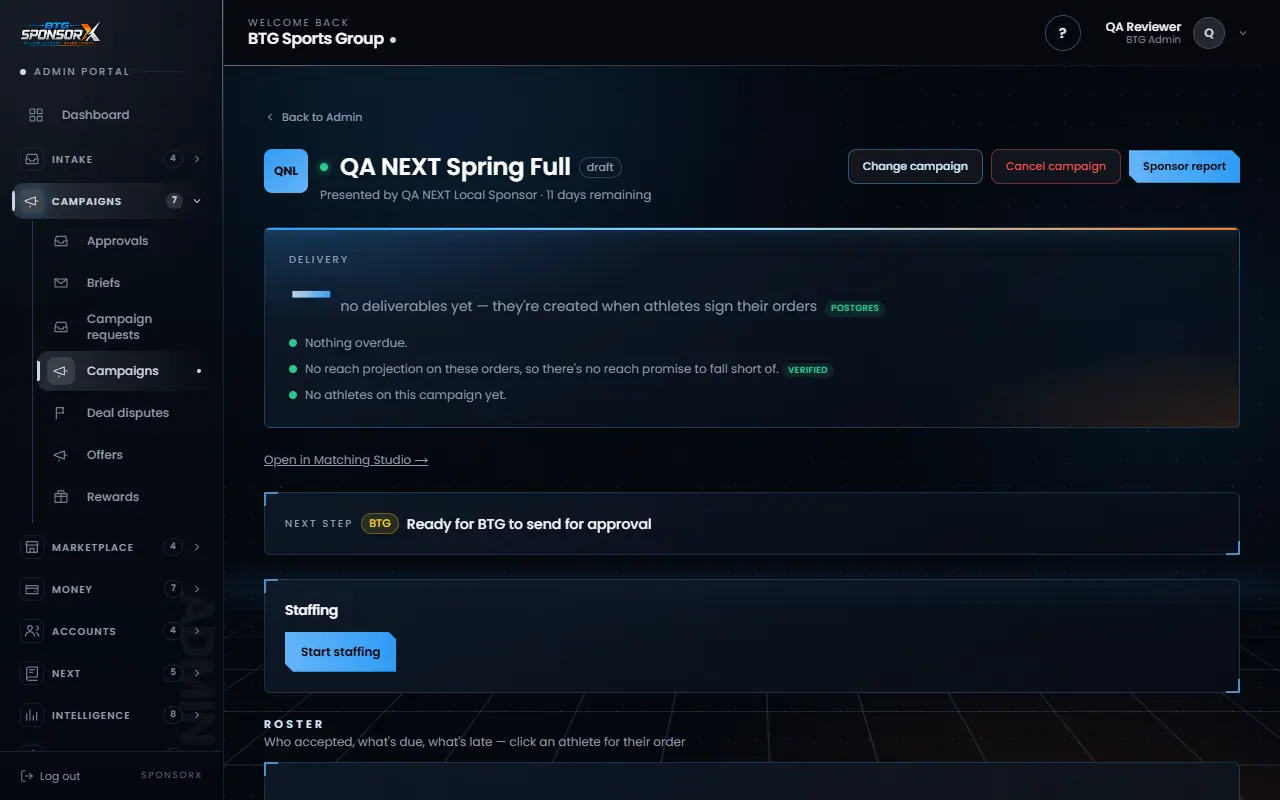 BTG
SPONSORX
ADMIN PORTAL
Dashboard
INTAKE 4
CAMPAIGNS 7
Approvals
Briefs
Campaign
requests
Campaigns
Deal disputes
Offers
Rewards
MARKETPLACE 4
MONEY 7
ACCOUNTS 4
NEXT 5
INTELLIGENCE 8
ADMIN
Log out
SPONSORX
WELCOME BACK
BTG Sports Group
?
QA Reviewer
BTG Admin
Q
Back to Admin
QNL
QA NEXT Spring Full draft
Presented by QA NEXT Local Sponsor · 11 days remaining
Change campaign
Cancel campaign
Sponsor report
DELIVERY
— no deliverables yet — they're created when athletes sign their orders POSTGRES
Nothing overdue.
No reach projection on these orders, so there's no reach promise to fall short of. VERIFIED
No athletes on this campaign yet.
Open in Matching Studio →
NEXT STEP BTG Ready for BTG to send for approval
Staffing
Start staffing
ROSTER
Who accepted, what's due, what's late — click an athlete for their order